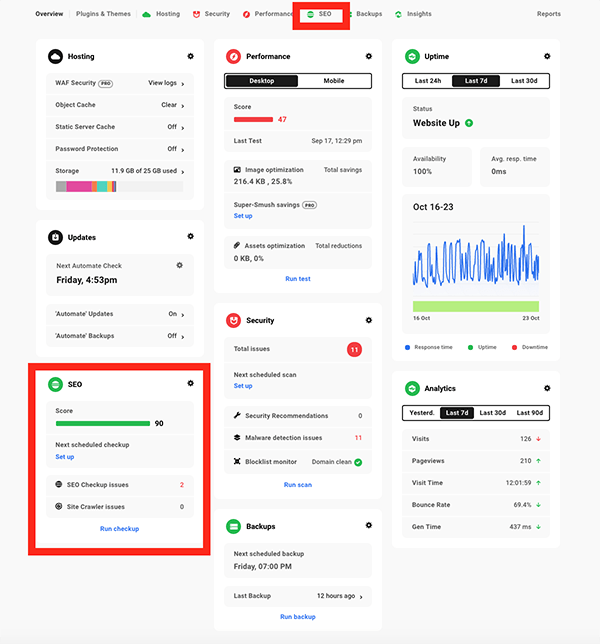 Overview Plugins & Themes Hosting Security Performance SEO Backups Insights Reports
Hosting
WAF Security PRO View logs
Object Cache Clear
Static Server Cache Off
Password Protection Off
Storage 11.9 GB of 25 GB used
Updates
Next Automate Check
Friday, 4:53pm
'Automate' Updates On
'Automate' Backups Off
SEO
Score
90
Next scheduled checkup
Set up
SEO Checkup issues 2
Site Crawler issues 0
Run checkup
Performance
Desktop Mobile
Score
47
Last Test Sep 17, 12:29 pm
Image optimization Total savings
216.4 KB , 25.8%
Super-Smush savings PRO
Set up
Assets optimization Total reductions
0 KB, 0%
Run test
Security
Total issues 11
Next scheduled scan
Set up
Security Recommendations 0
Malware detection issues 11
Blocklist monitor Domain clean
Run scan
Backups
Next scheduled backup
Friday, 07:00 PM
Last Backup 12 hours ago
Run backup
Uptime
Last 24h Last 7d Last 30d
Status
Website Up
Availability Avg. resp. time
100% 0ms
Oct 16-23
16 Oct 23 Oct
Response time Uptime Downtime
Analytics
Yesterd. Last 7d Last 30d Last 90d
Visits 126
Pageviews 210
Visit Time 12:01:59
Bounce Rate 69.4%
Gen Time 437 ms